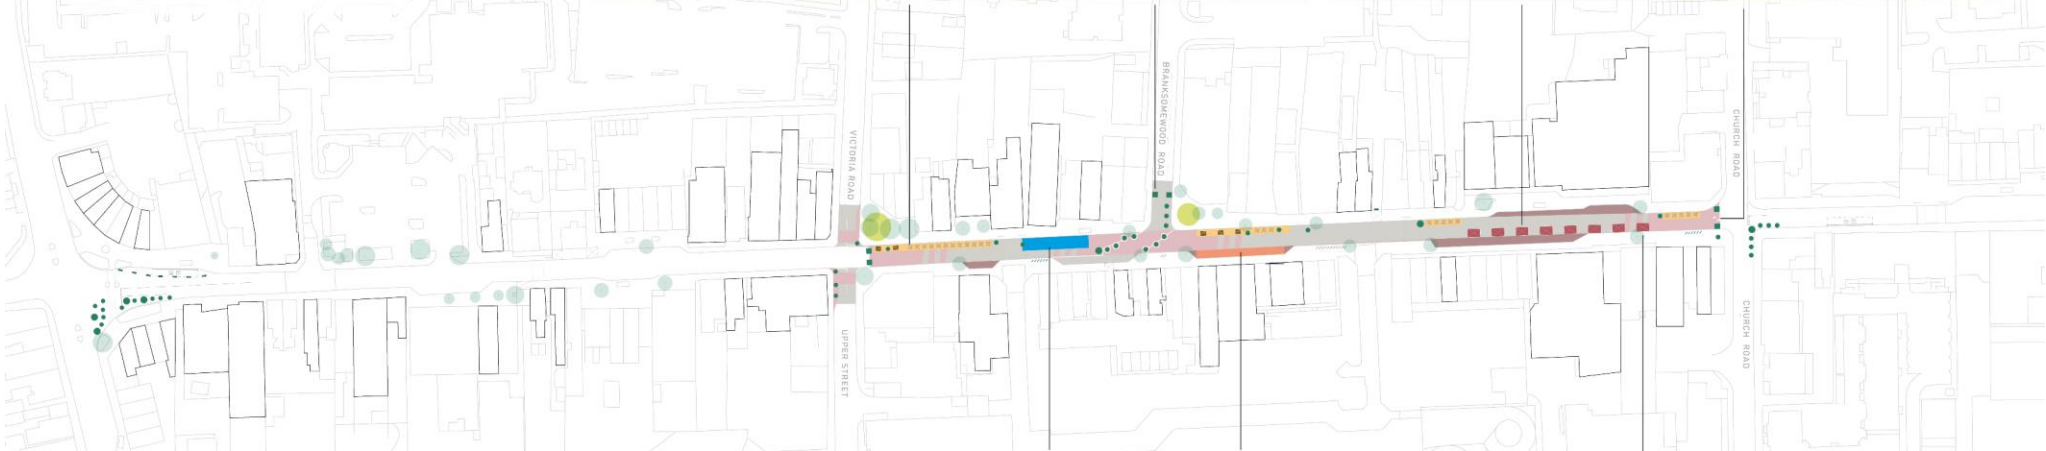 VICTORIA ROAD
BRANKSOMEWOOD ROAD
CHURCH ROAD
UPPER STREET
CHURCH ROAD